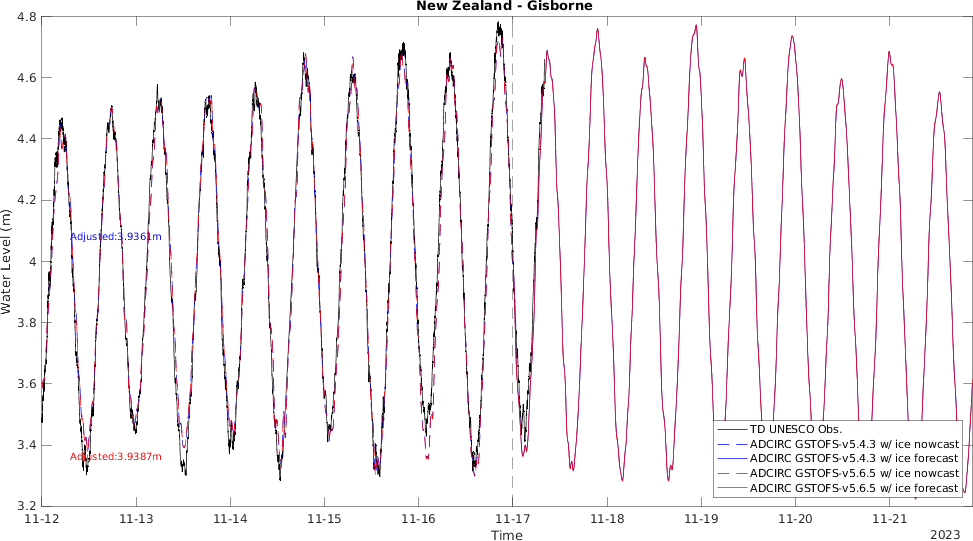 New Zealand - Gisborne
4.8
4.6
4.4
4.2
4
3.8
3.6
3.4
3.2
Water Level (m)
Adjusted:3.9361m
Adjusted:3.9387m
TD UNESCO Obs.
ADCIRC GSTOFS-v5.4.3 w/ ice nowcast
ADCIRC GSTOFS-v5.4.3 w/ ice forecast
ADCIRC GSTOFS-v5.6.5 w/ ice nowcast
ADCIRC GSTOFS-v5.6.5 w/ ice forecast
11-12 11-13 11-14 11-15 11-16 11-17 11-18 11-19 11-20 11-21
Time
2023